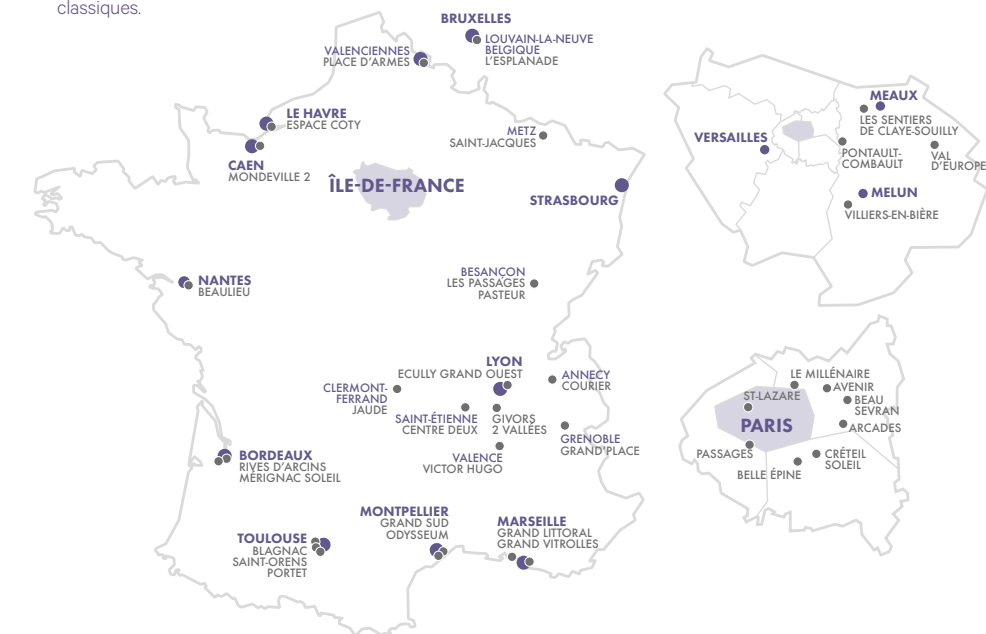 classiques.
BRUXELLES
LOUVAIN-LA-NEUVE
BELGIQUE
L'ESPLANADE
VALENCIENNES
PLACE D'ARMES
LE HAVRE
ESPACE COTY
CAEN
MONDEVILLE 2
METZ
SAINT-JACQUES
ÎLE-DE-FRANCE
STRASBOURG
NANTES
BEAULIEU
BESANÇON
LES PASSAGES
PASTEUR
LYON
ECULLY GRAND OUEST
CLERMONT-
FERRAND
JAUDE
ANNECY
COURIER
SAINT-ÉTIENNE
CENTRE DEUX
GIVORS
2 VALLÉES
GRENOBLE
GRAND'PLACE
VALENCE
VICTOR HUGO
BORDEAUX
RIVES D'ARCINS
MÉRIGNAC SOLEIL
MONTPELLIER
GRAND SUD
ODYSSEUM
MARSEILLE
GRAND LITTORAL
GRAND VITROLLES
TOULOUSE
BLAGNAC
SAINT-ORENS
PORTET
MEAUX
LES SENTIERS
DE CLAYE-SOUILLY
VERSAILLES
PONTAULT-
COMBAULT
VAL
D'EUROPE
MELUN
VILLIERS-EN-BIÈRE
LE MILLÉNAIRE
AVENIR
ST-LAZARE
BEAU
SEVRAN
PARIS
ARCADES
PASSAGES
CRÉTEIL
SOLEIL
BELLE ÉPINE